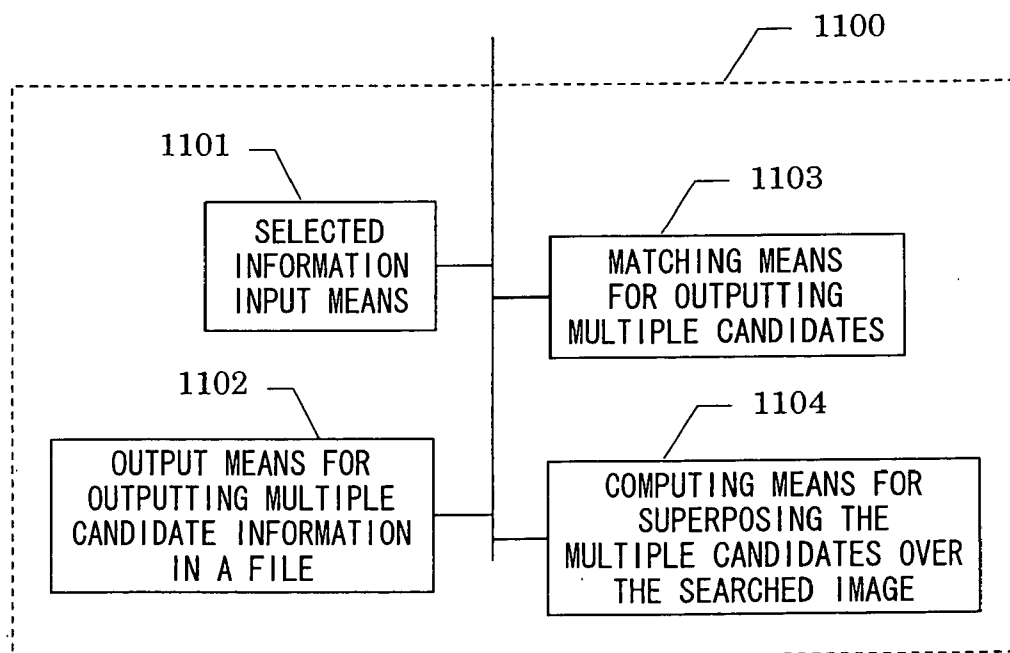 1100
1101
SELECTED
INFORMATION
INPUT MEANS
1103
MATCHING MEANS
FOR OUTPUTTING
MULTIPLE CANDIDATES
1102
OUTPUT MEANS FOR
OUTPUTTING MULTIPLE
CANDIDATE INFORMATION
IN A FILE
1104
COMPUTING MEANS FOR
SUPERPOSING THE
MULTIPLE CANDIDATES OVER
THE SEARCHED IMAGE